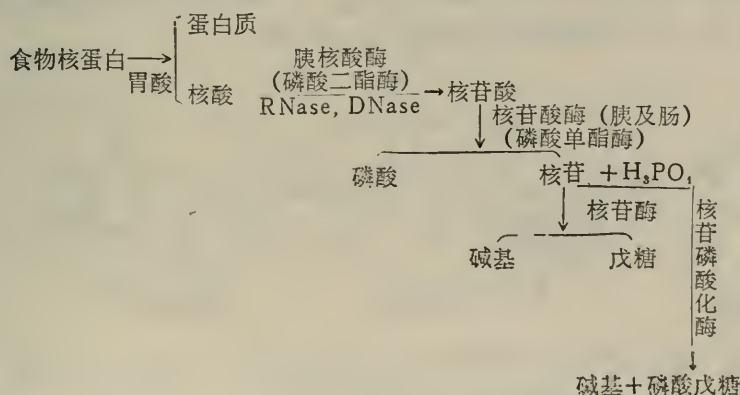 蛋白质
食物核蛋白
胃酸
核酸
胰核酸酶
(磷酸二酯酶)
RNase, DNase
核苷酸
核苷酸酶（胰及肠）
(磷酸单酯酶)
磷酸
核苷 ＋H₃PO₄
核苷酶
碱基
戊糖
核苷磷酸化酶
碱基＋磷酸戊糖